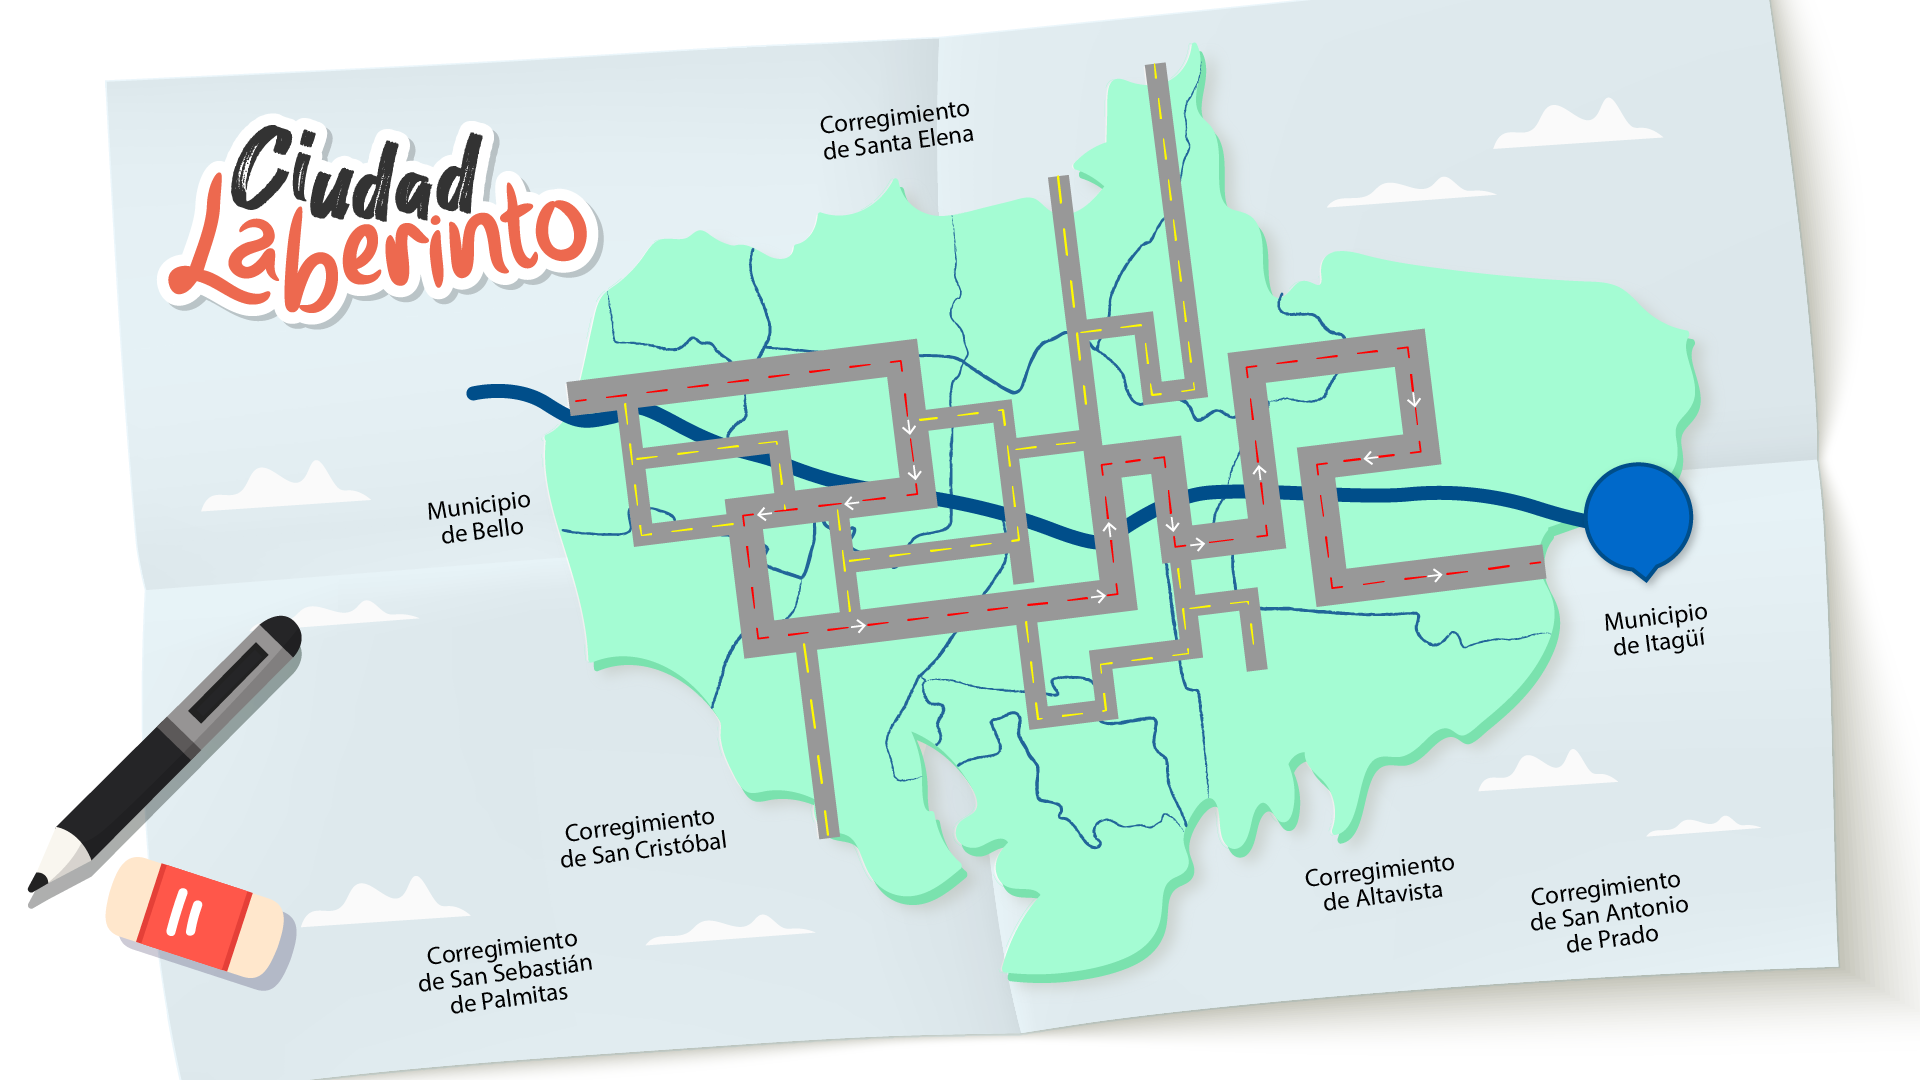 Ciudad
Laberinto
Corregimiento
de Santa Elena
Municipio
de Bello
Municipio
de Itagüí
Corregimiento
de San Cristóbal
Corregimiento
de Altavista
Corregimiento
de San Antonio
de Prado
Corregimiento
de San Sebastián
de Palmitas